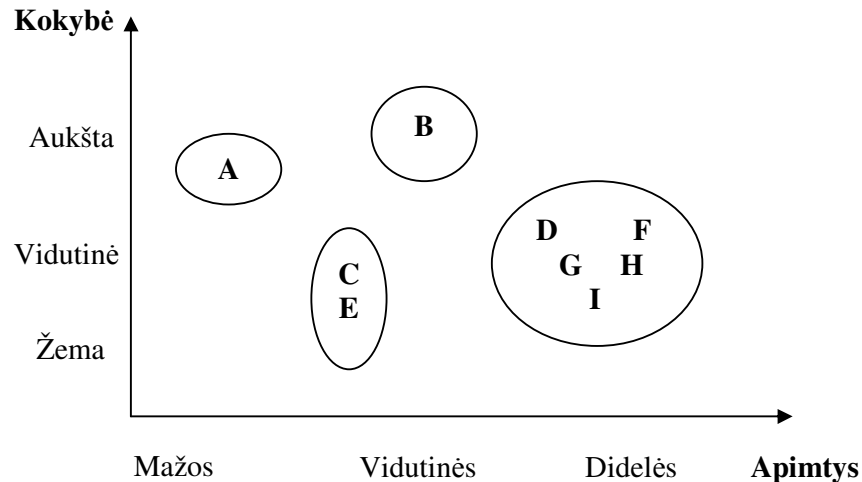 Kokybė
Aukšta
B
A
Vidutinė
D F
G H
C
I
E
Žema
Mažos Vidutinės Didelės Apimtys